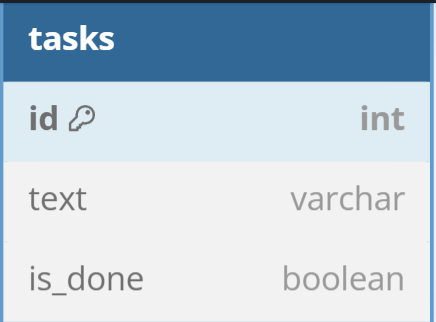 tasks
id int
text varchar
is_done boolean